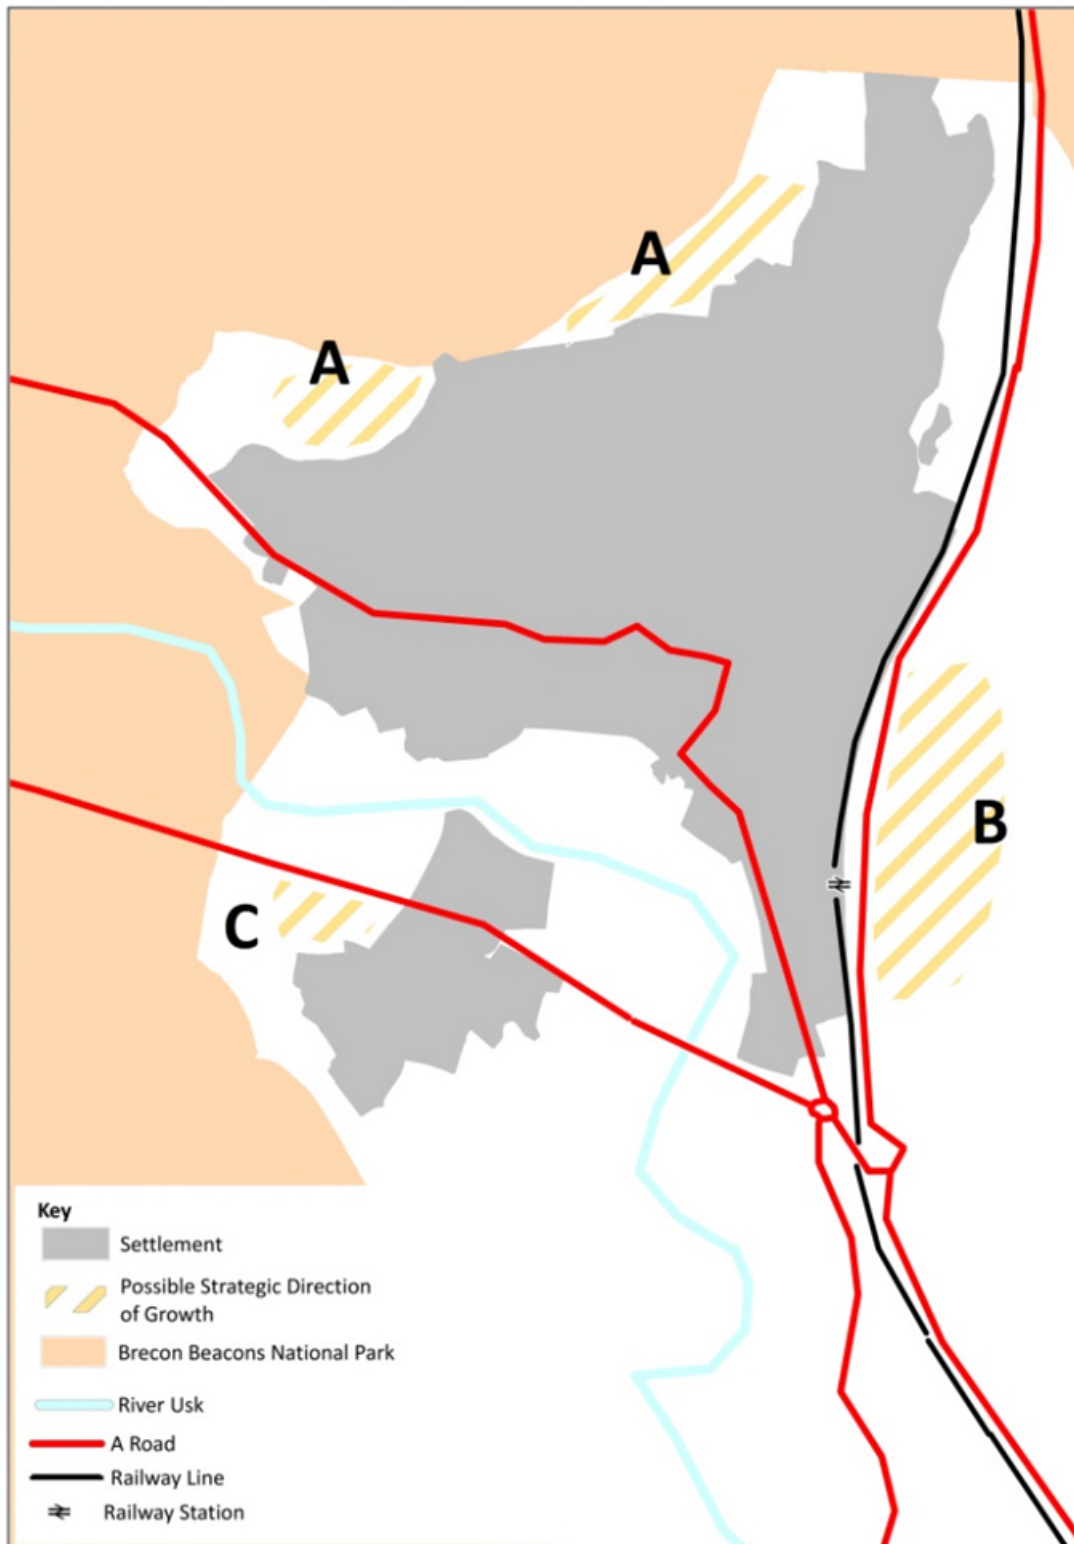 A
A
B
C
Key
Settlement
Possible Strategic Direction
of Growth
Brecon Beacons National Park
River Usk
A Road
Railway Line
Railway Station